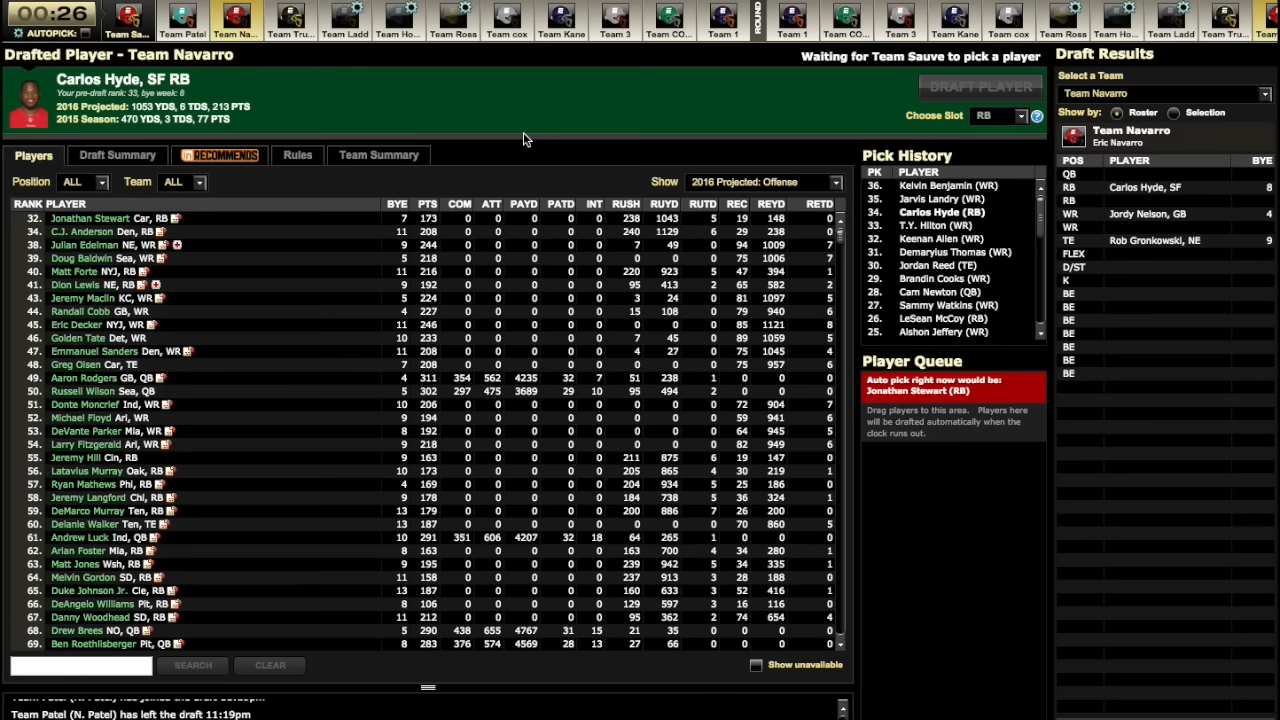 00:26
AUTOPICK:
Team Sa...
Team Patel
Team Na...
Team Tru...
Team Ladd
Team Ho...
Team Ross
Team cox
Team Kane
Team 3
Team CO...
Team 1
ROUND
Team 1
Team CO...
Team 3
Team Kane
Team cox
Team Ross
Team Ho...
Team Ladd
Team Tru...
Drafted Player - Team Navarro
Waiting for Team Sauve to pick a player
Carlos Hyde, SF RB
Your pre-draft rank: 33, bye week: 8
2016 Projected: 1053 YDS, 6 TDS, 213 PTS
2015 Season: 470 YDS, 3 TDS, 77 PTS
DRAFT PLAYER
Choose Slot RB ?
Players Draft Summary RECOMMENDS Rules Team Summary
Position ALL Team ALL Show 2016 Projected: Offense
RANK PLAYER BYE PTS COM ATT PAYD PATD INT RUSH RUYD RUTD REC REYD RETD
32. Jonathan Stewart Car, RB 7 173 0 0 0 0 0 238 1043 5 19 148 0
34. C.J. Anderson Den, RB 11 208 0 0 0 0 0 240 1129 6 29 238 0
38. Julian Edelman NE, WR 9 244 0 0 0 0 0 7 49 0 94 1009 7
39. Doug Baldwin Sea, WR 5 218 0 0 0 0 0 0 0 0 75 1006 7
40. Matt Forte NYJ, RB 11 216 0 0 0 0 0 220 923 5 47 394 1
41. Dion Lewis NE, RB 9 192 0 0 0 0 0 95 413 2 65 582 2
43. Jeremy Maclin KC, WR 5 224 0 0 0 0 0 3 24 0 81 1097 5
44. Randall Cobb GB, WR 4 227 0 0 0 0 0 15 108 0 79 940 6
45. Eric Decker NYJ, WR 11 246 0 0 0 0 0 0 0 0 85 1121 8
46. Golden Tate Det, WR 10 233 0 0 0 0 0 7 45 0 89 1059 5
47. Emmanuel Sanders Den, WR 11 208 0 0 0 0 0 4 27 0 75 1045 4
48. Greg Olsen Car, TE 7 208 0 0 0 0 0 0 0 0 75 957 6
49. Aaron Rodgers GB, QB 4 311 354 562 4235 32 7 51 238 1 0 0 0
50. Russell Wilson Sea, QB 5 302 297 475 3689 29 10 95 494 2 0 0 0
51. Donte Moncrief Ind, WR 10 206 0 0 0 0 0 0 0 0 72 904 7
52. Michael Floyd Ari, WR 9 194 0 0 0 0 0 0 0 0 59 941 6
53. DeVante Parker Mia, WR 8 192 0 0 0 0 0 0 0 0 64 945 5
54. Larry Fitzgerald Ari, WR 9 218 0 0 0 0 0 0 0 0 82 949 6
55. Jeremy Hill Cin, RB 9 163 0 0 0 0 0 211 875 6 19 147 0
56. Latavius Murray Oak, RB 10 173 0 0 0 0 0 205 865 4 30 219 1
57. Ryan Mathews Phi, RB 4 169 0 0 0 0 0 204 934 5 25 186 0
58. Jeremy Langford Chi, RB 9 178 0 0 0 0 0 184 738 5 36 324 1
59. DeMarco Murray Ten, RB 13 179 0 0 0 0 0 200 886 7 26 200 0
60. Delanie Walker Ten, TE 13 187 0 0 0 0 0 0 0 0 70 860 5
61. Andrew Luck Ind, QB 10 291 351 606 4207 32 18 64 265 1 0 0 0
62. Arian Foster Mia, RB 8 163 0 0 0 0 0 163 700 4 34 280 1
63. Matt Jones Wsh, RB 9 195 0 0 0 0 0 239 942 5 34 335 1
64. Melvin Gordon SD, RB 11 158 0 0 0 0 0 237 913 3 28 188 0
65. Duke Johnson Jr. Cle, RB 13 187 0 0 0 0 0 160 633 3 52 416 1
66. DeAngelo Williams Pit, RB 8 106 0 0 0 0 0 129 597 3 16 116 0
67. Danny Woodhead SD, RB 11 212 0 0 0 0 0 95 362 2 74 654 4
68. Drew Brees NO, QB 5 290 438 655 4767 31 15 21 35 0 0 0 0
69. Ben Roethlisberger Pit, QB 8 283 376 574 4569 28 13 27 66 0 0 0 0
SEARCH CLEAR Show unavailable
Team Patel (N. Patel) has left the draft 11:19pm
Pick History
PK PLAYER
36. Kelvin Benjamin (WR)
35. Jarvis Landry (WR)
34. Carlos Hyde (RB)
33. T.Y. Hilton (WR)
32. Keenan Allen (WR)
31. Demaryius Thomas (WR)
30. Jordan Reed (TE)
29. Brandin Cooks (WR)
28. Cam Newton (QB)
27. Sammy Watkins (WR)
26. LeSean McCoy (RB)
25. Alshon Jeffery (WR)
Player Queue
Auto pick right now would be:
Jonathan Stewart (RB)
Drag players to this area. Players here
will be drafted automatically when the
clock runs out.
Draft Results
Select a Team
Team Navarro
Show by: Roster Selection
Team Navarro
Eric Navarro
POS PLAYER BYE
QB
RB Carlos Hyde, SF 8
RB
WR Jordy Nelson, GB 4
WR
TE Rob Gronkowski, NE 9
FLEX
D/ST
K
BE
BE
BE
BE
BE
BE
BE